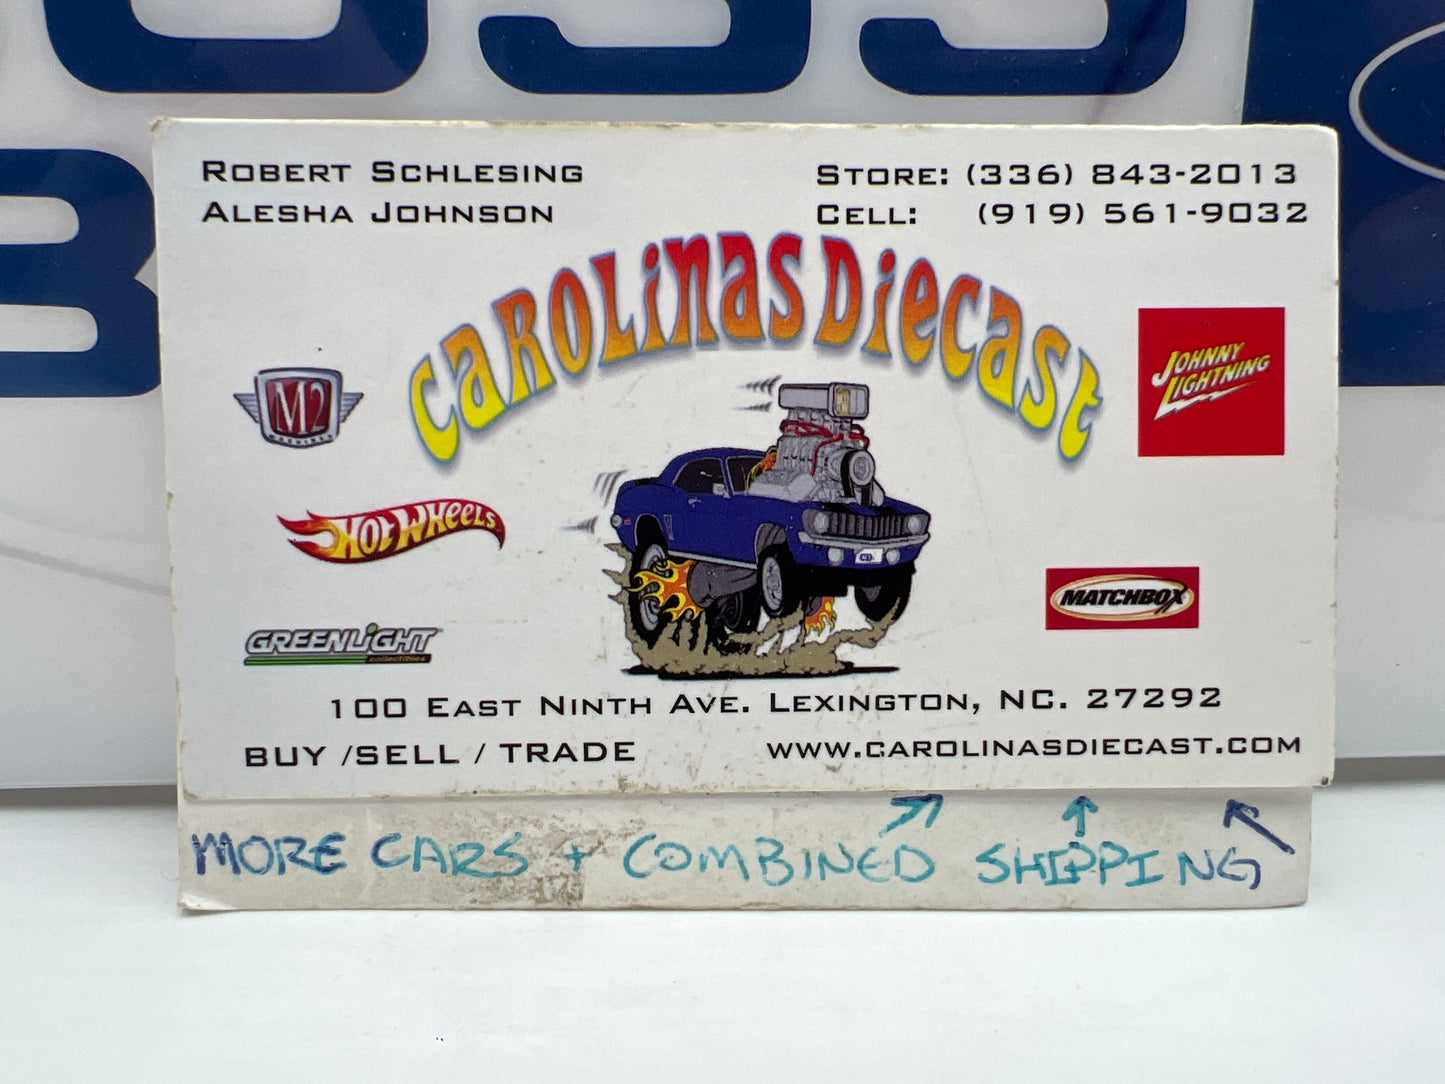 ROBERT SCHLESING
ALESHA JOHNSON
STORE: (336) 843-2013
CELL: (919) 561-9032
CAROLiNAS DiECAST
M2
MACHINES
JOHNNY
LIGHTNING
HOT WHEELS
MATCHBOX
GREENLiGHT
collectibles
100 EAST NINTH AVE. LEXINGTON, NC. 27292
BUY /SELL / TRADE
WWW.CAROLINASDIECAST.COM
MORE CARS + COMBINED SHIPPING